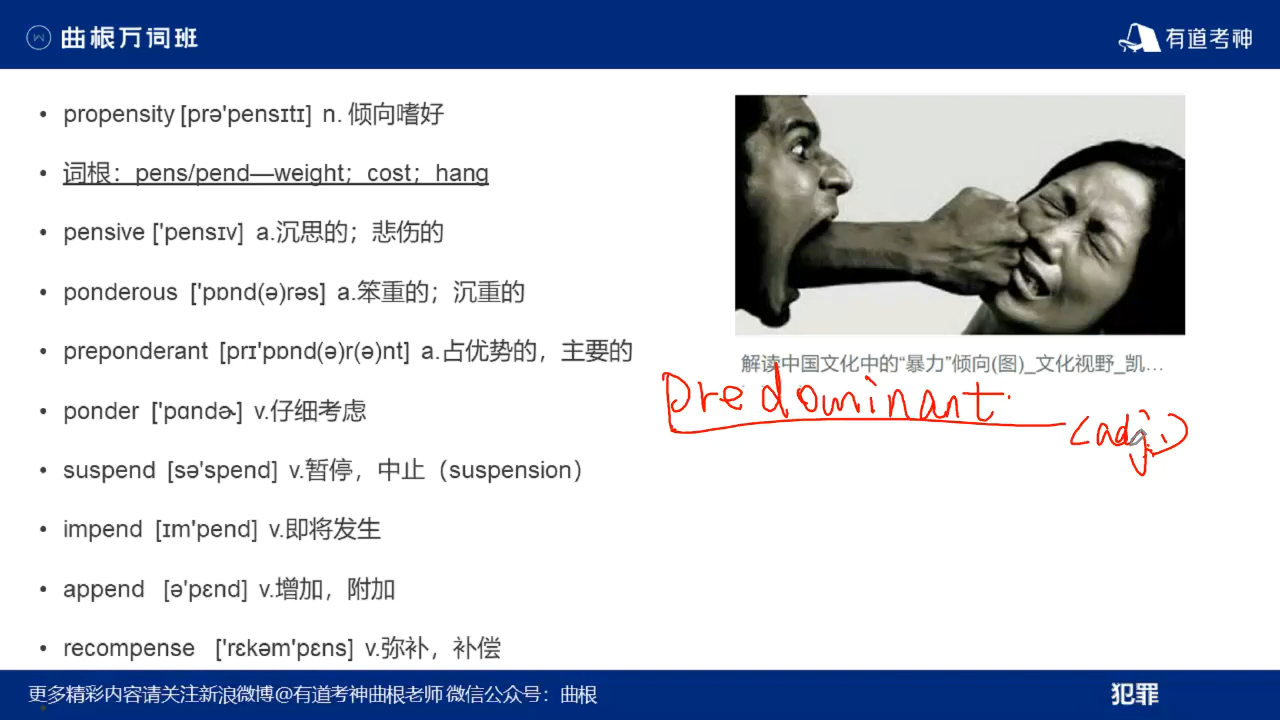 曲根万词班
有道考神
propensity [prə'pensɪtɪ] n. 倾向嗜好
词根：pens/pend—weight；cost；hang
pensive ['pensɪv] a.沉思的；悲伤的
ponderous ['pɒnd(ə)rəs] a.笨重的；沉重的
preponderant [prɪ'pɒnd(ə)r(ə)nt] a.占优势的，主要的
ponder ['pɑndɚ] v.仔细考虑
suspend [sə'spend] v.暂停，中止（suspension）
impend [ɪm'pend] v.即将发生
append [ə'pɛnd] v.增加，附加
recompense ['rɛkəm'pɛns] v.弥补，补偿
解读中国文化中的“暴力”倾向(图)_文化视野_凯...
predominant
(adj.)
更多精彩内容请关注新浪微博@有道考神曲根老师 微信公众号：曲根
犯罪